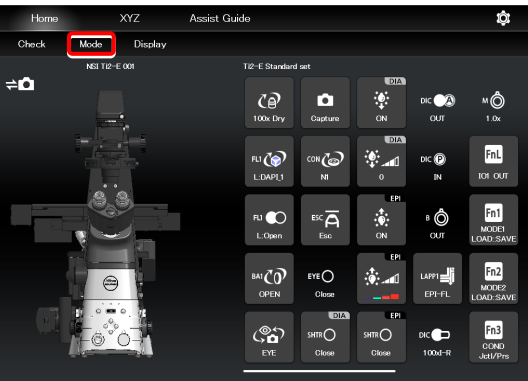 Home XYZ Assist Guide
Check Mode Display
NSI Ti2-E 001
Ti2-E Standard set
100x Dry
Capture
DIA
ON
DIC A
OUT
M
1.0x
FL1
L:DAPI_1
CON
N1
DIA
0
DIC P
IN
FnL
IO1 OUT
FL1
L:Open
ESC
Esc
EPI
ON
B
OUT
Fn1
MODE1
LOAD:SAVE
BA1
OPEN
EYE
Close
EPI
LAPP1
EPI-FL
Fn2
MODE2
LOAD:SAVE
EYE
DIA
SHTR
Close
EPI
SHTR
Close
DIC
100xI-R
Fn3
COND
Jctl/Prs